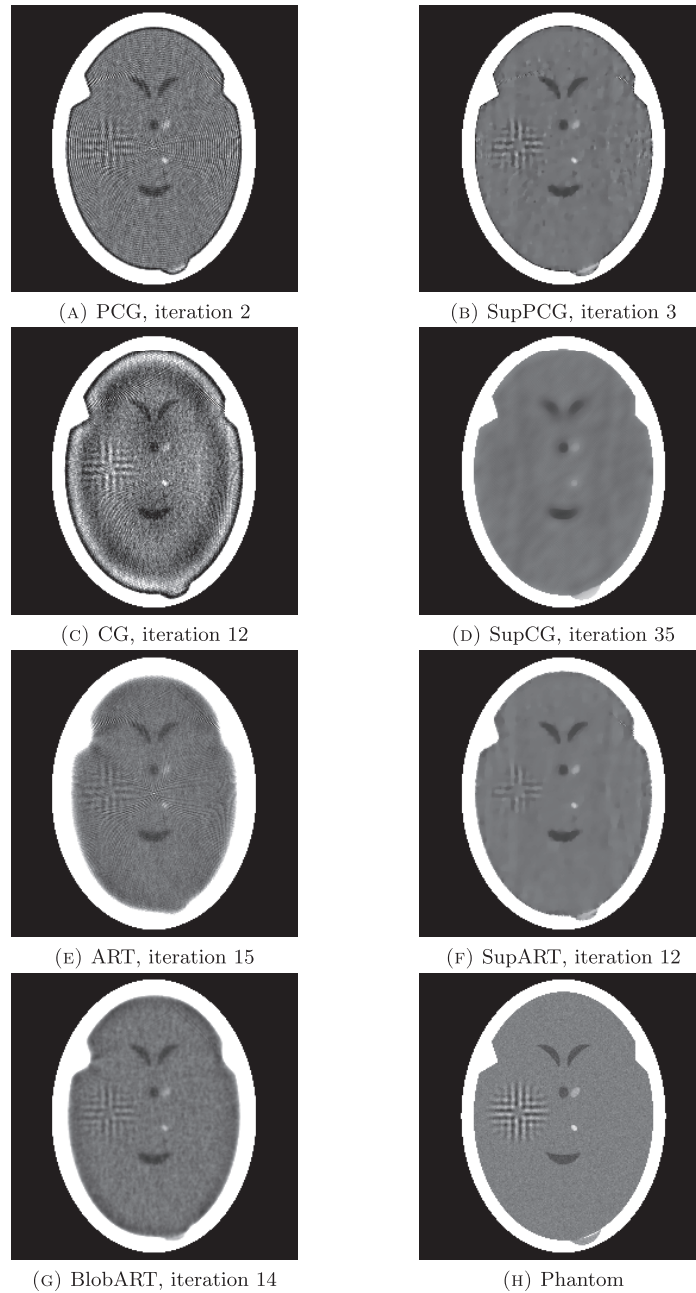 (A) PCG, iteration 2
(B) SupPCG, iteration 3
(C) CG, iteration 12
(D) SupCG, iteration 35
(E) ART, iteration 15
(F) SupART, iteration 12
(G) BlobART, iteration 14
(H) Phantom